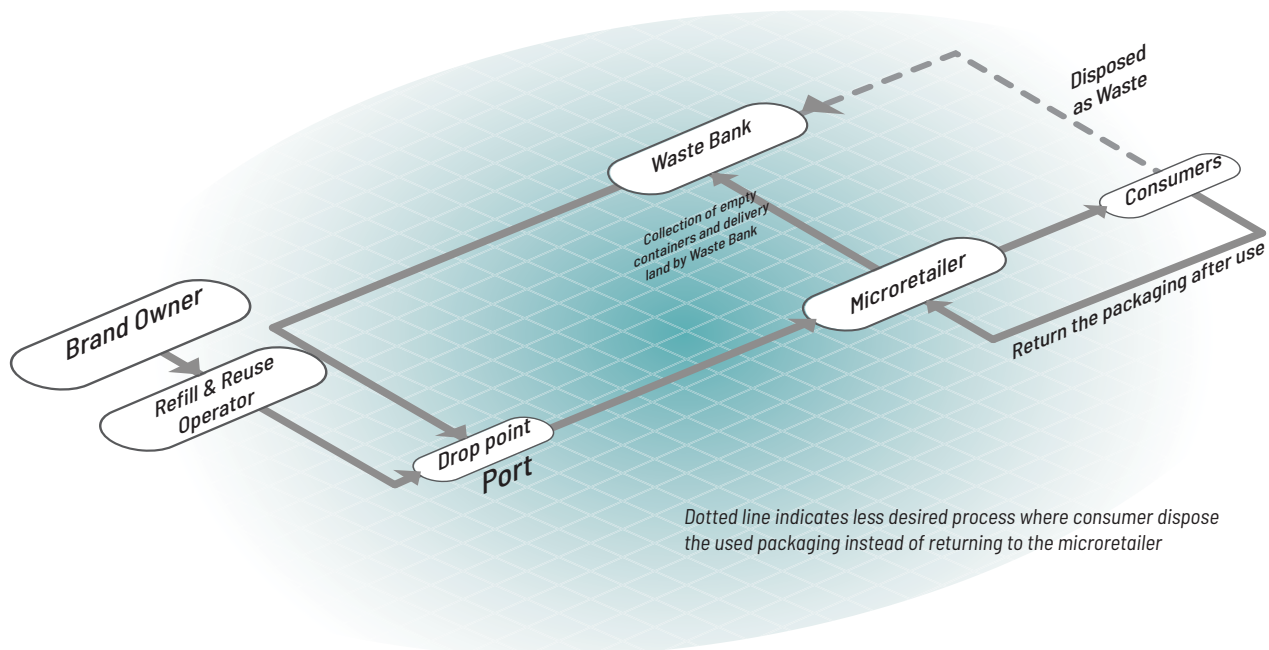 Disposed
as Waste
Waste Bank
Consumers
Collection of empty
containers and delivery
land by Waste Bank
Microretailer
Return the packaging after use
Brand Owner
Refill & Reuse
Operator
Drop point
Port
Dotted line indicates less desired process where consumer dispose
the used packaging instead of returning to the microretailer